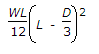 WL/12(L - D/3)²